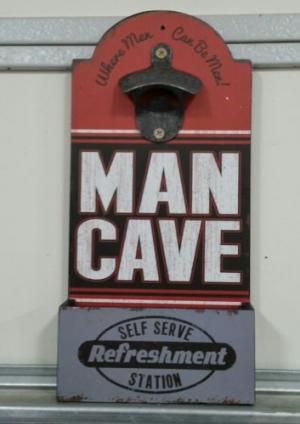 Where Men Can Be Men!
MAN
CAVE
SELF SERVE
Refreshment
STATION